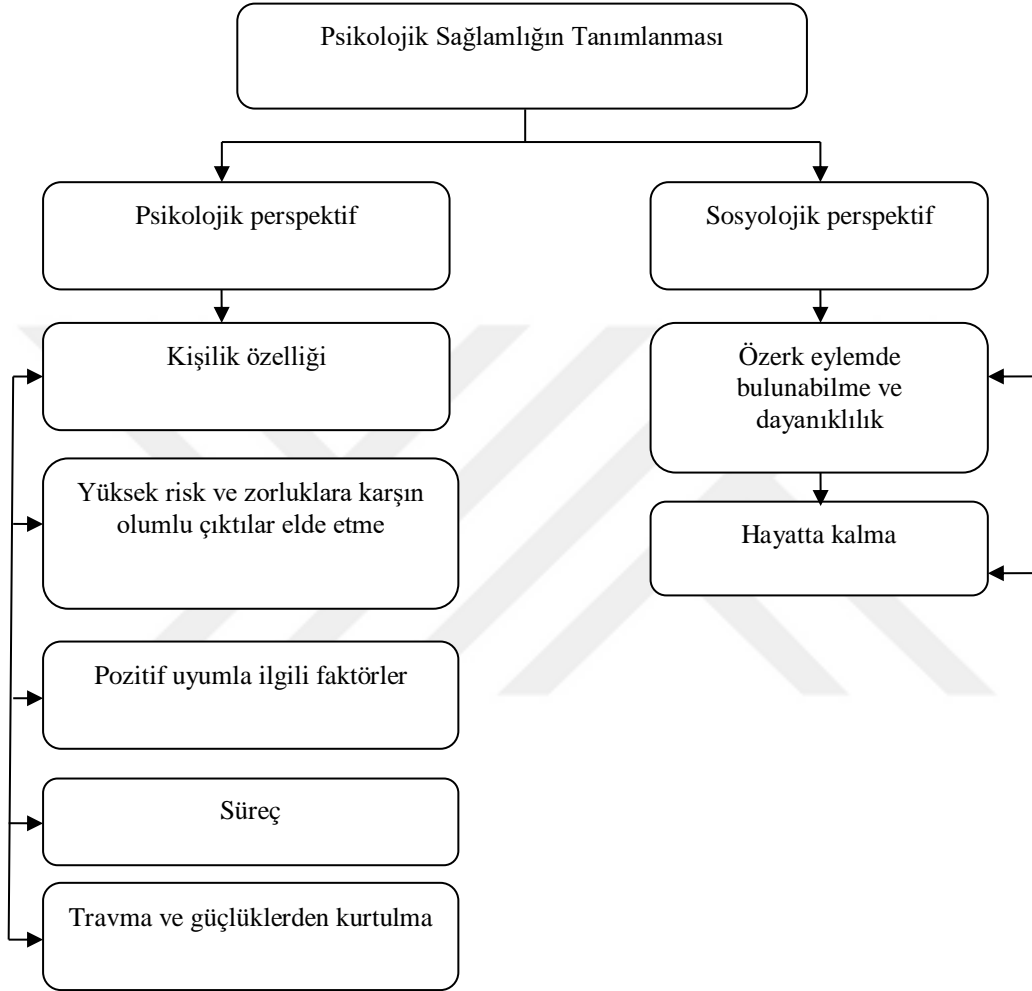 Psikolojik Sağlamlığın Tanımlanması
Psikolojik perspektif
Sosyolojik perspektif
Kişilik özelliği
Özerk eylemde
bulunabilme ve
dayanıklılık
Yüksek risk ve zorluklara karşın
olumlu çıktılar elde etme
Hayatta kalma
Pozitif uyumla ilgili faktörler
Süreç
Travma ve güçlüklerden kurtulma